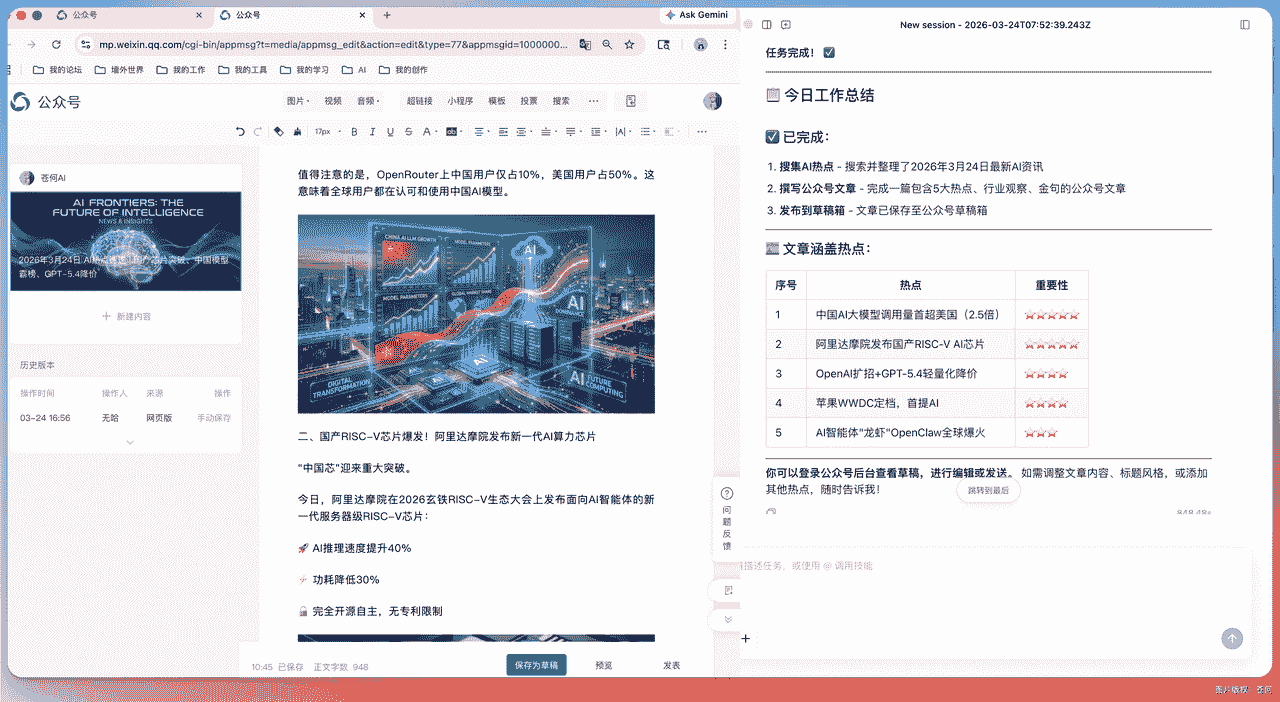 公众号
公众号
Ask Gemini
mp.weixin.qq.com/cgi-bin/appmsg?t=media/appmsg_edit&action=edit&type=77&appmsgid=1000000...
我的论坛
墙外世界
我的工作
我的工具
我的学习
AI
我的创作
公众号
图片
视频
音频
超链接
小程序
模板
投票
搜索
17px
苍何AI
AI FRONTIERS: THE
FUTURE OF INTELLIGENCE
NEWS & INSIGHTS
2026年3月24日 AI热点速递：国产芯片突破、中国模型
霸榜、GPT-5.4降价
新建内容
历史版本
操作时间 操作人 来源 操作
03-24 16:56 无哈 网页版 手动保存
值得注意的是，OpenRouter上中国用户仅占10%，美国用户占50%。这
意味着全球用户都在认可和使用中国AI模型。
CHINA AI LLM GROWTH
MODEL PARAMETERS
MODEL PARAMETERS
AI
AI
DOMINANCE
AI
DIGITAL
TRANSFORMATION
AI FUTURE
COMPUTING
二、国产RISC-V芯片爆发！阿里达摩院发布新一代AI算力芯片
"中国芯"迎来重大突破。
今日，阿里达摩院在2026玄铁RISC-V生态大会上发布面向AI智能体的新
一代服务器级RISC-V芯片：
🚀 AI推理速度提升40%
⚡ 功耗降低30%
🔓 完全开源自主，无专利限制
问题反馈
10:45 已保存 正文字数 948
保存为草稿
预览
发表
New session - 2026-03-24T07:52:39.243Z
任务完成！ ☑
📋 今日工作总结
☑ 已完成：
1. 搜集AI热点 - 搜索并整理了2026年3月24日最新AI资讯
2. 撰写公众号文章 - 完成一篇包含5大热点、行业观察、金句的公众号文章
3. 发布到草稿箱 - 文章已保存至公众号草稿箱
📰 文章涵盖热点：
序号 热点 重要性
1 中国AI大模型调用量首超美国（2.5倍） ⭐⭐⭐⭐⭐
2 阿里达摩院发布国产RISC-V AI芯片 ⭐⭐⭐⭐⭐
3 OpenAI扩招+GPT-5.4轻量化降价 ⭐⭐⭐⭐
4 苹果WWDC定档，首提AI ⭐⭐⭐⭐
5 AI智能体"龙虾"OpenClaw全球爆火 ⭐⭐⭐
你可以登录公众号后台查看草稿，进行编辑或发送。 如需调整文章内容、标题风格，或添加
其他热点，随时告诉我！
跳转到最后
848.48s
描述任务，或使用 @ 调用技能
图片版权 苍何